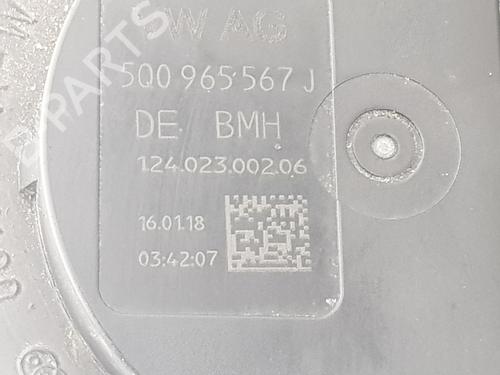 VW AG
5Q0 965 567 J
DE BMH
124.023.002.06
16.01.18
03:42:07